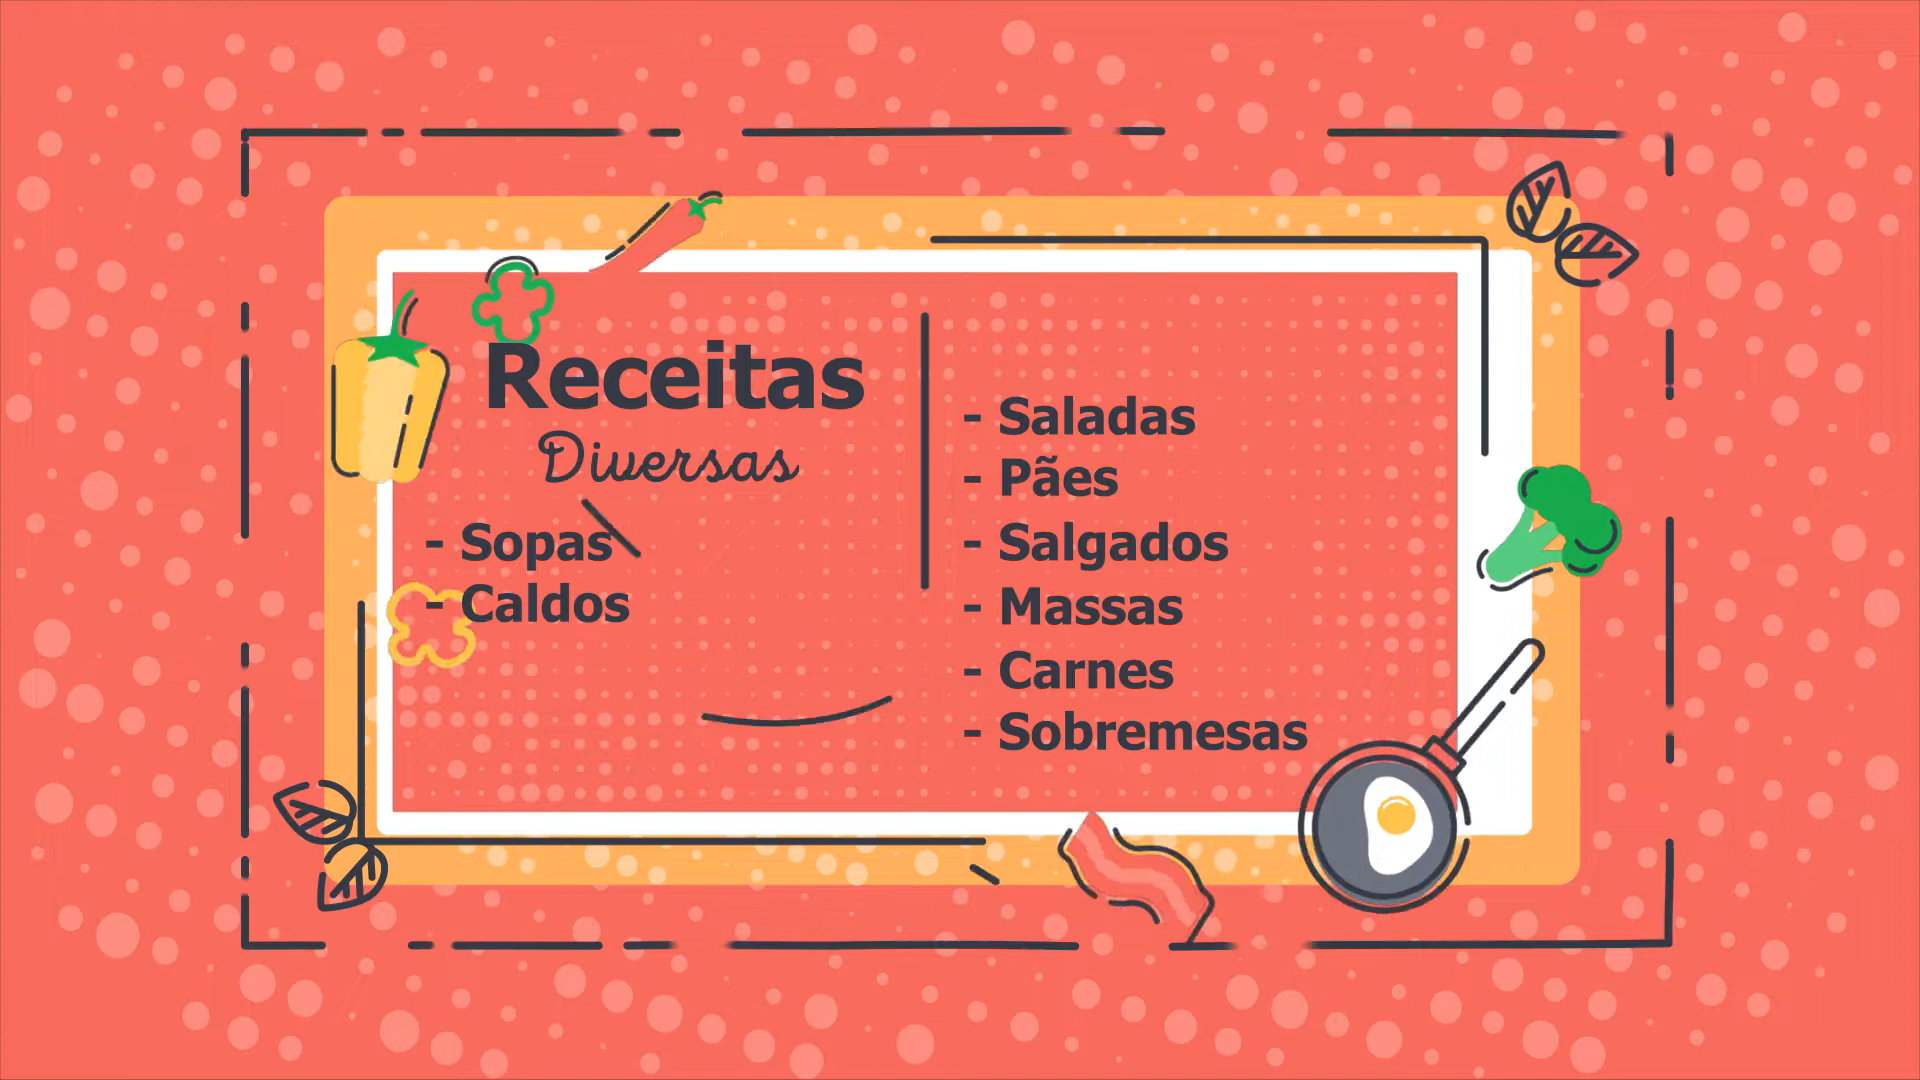 Receitas
Diversas
- Sopas
- Caldos
- Saladas
- Pães
- Salgados
- Massas
- Carnes
- Sobremesas